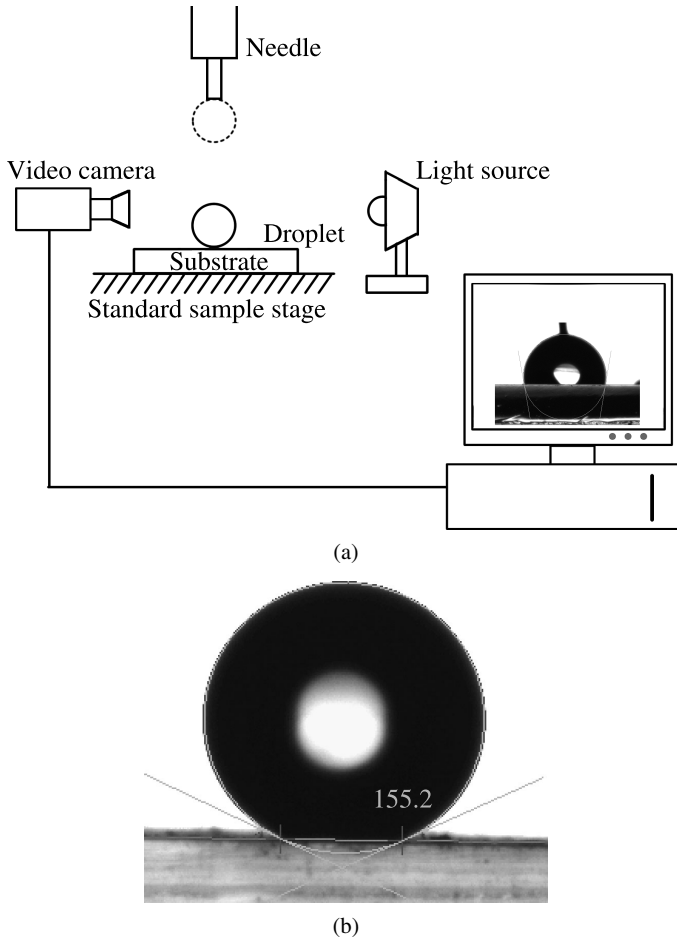 Needle
Video camera
Light source
Droplet
Substrate
Standard sample stage
(a)
155.2
(b)